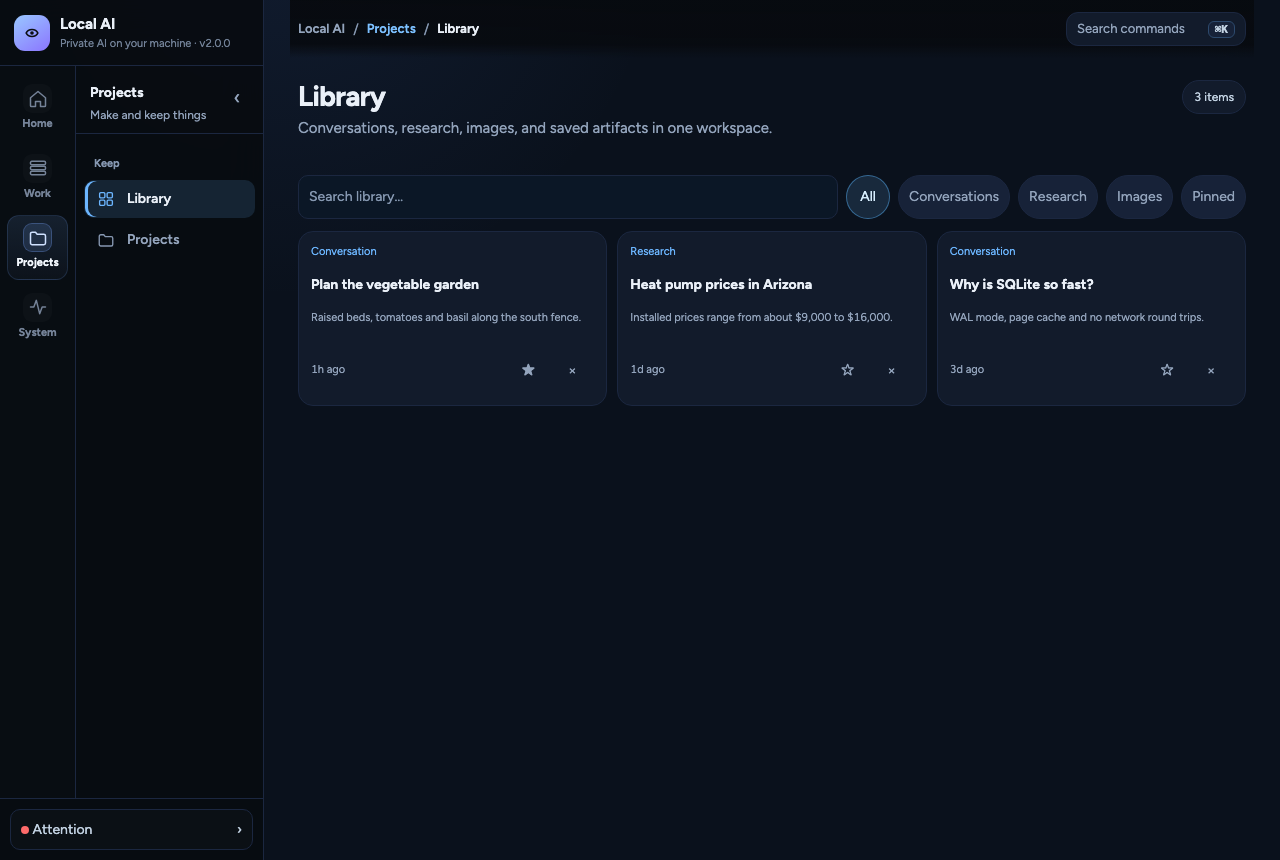 Local AI
Private AI on your machine · v2.0.0
Home
Work
Projects
System
Projects
Make and keep things
‹
Keep
Library
Projects
Attention ›
Local AI / Projects / Library
Search commands ⌘K
Library
3 items
Conversations, research, images, and saved artifacts in one workspace.
Search library...
All
Conversations
Research
Images
Pinned
Conversation
Plan the vegetable garden
Raised beds, tomatoes and basil along the south fence.
1h ago ★ ×
Research
Heat pump prices in Arizona
Installed prices range from about $9,000 to $16,000.
1d ago ☆ ×
Conversation
Why is SQLite so fast?
WAL mode, page cache and no network round trips.
3d ago ☆ ×